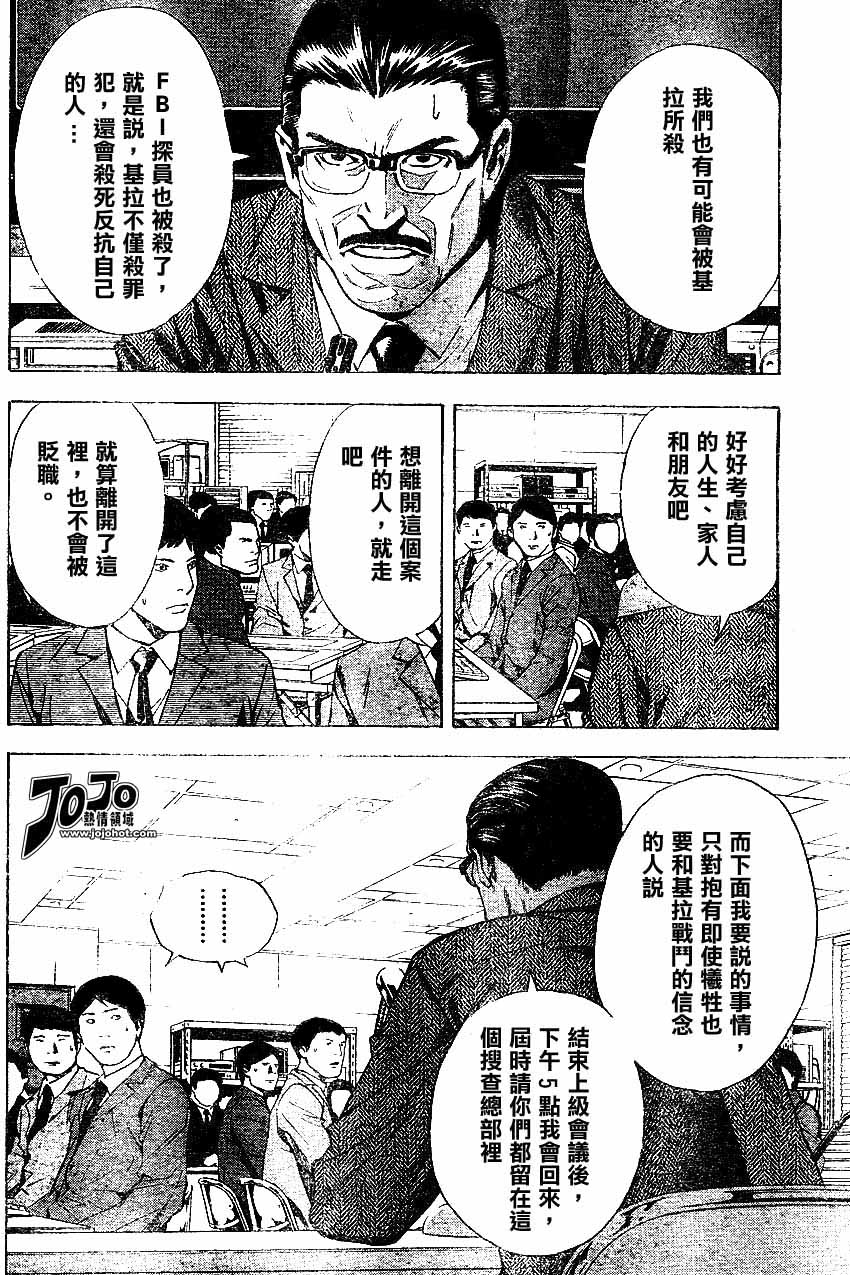 我們也有可能會被基
拉所殺
FBI探員也被殺了，
就是説，基拉不僅殺罪
犯，還會殺死反抗自己
的人…
好好考慮自己
的人生、家人
和朋友吧
想離開這個案
件的人，就走
吧
就算離開了這
裡，也不會被
貶職。
而下面我要說的事情，
只對抱有即使犧牲也
要和基拉戰鬥的信念
的人說
結束上級會議後，
下午5點我會回來，
屆時請你們都留在這
個搜查總部裡
………
………
JOJO
熱情領域
www.jojohot.com